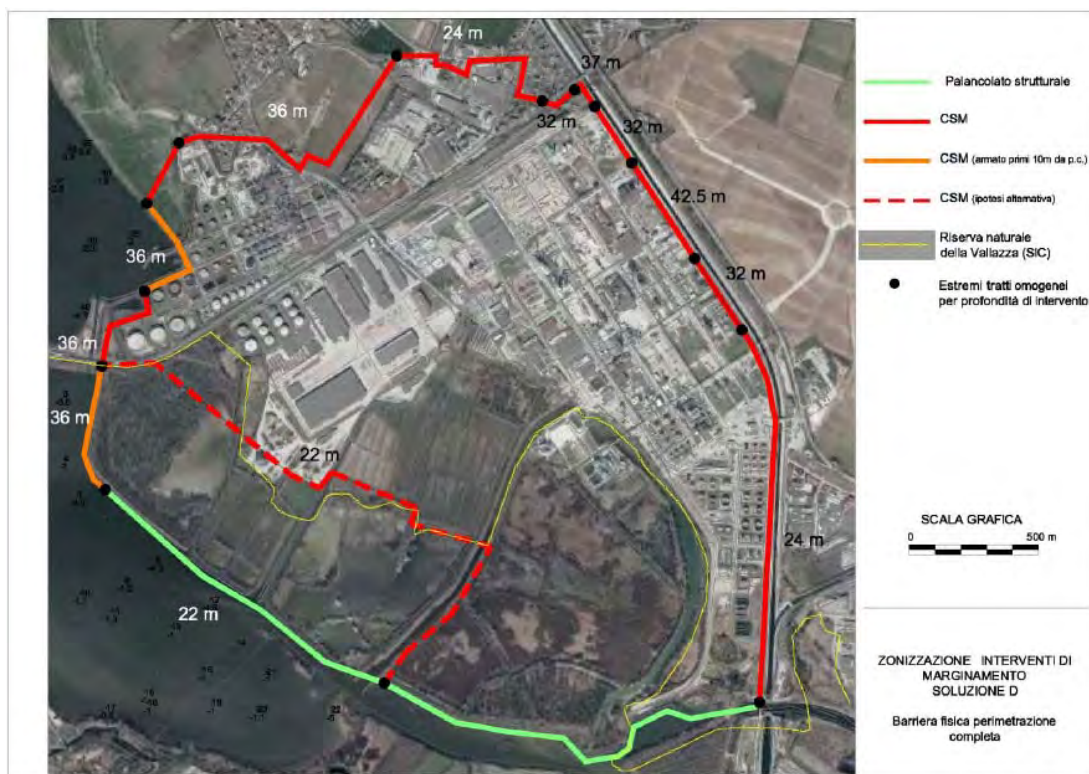 24 m
37 m
36 m
32 m
32 m
42.5 m
32 m
36 m
36 m
36 m
22 m
22 m
24 m
Palancolato strutturale
CSM
CSM (armato primi 10m da p.c.)
CSM (ipotesi alternativa)
Riserva naturale
della Vallazza (SIC)
Estremi tratti omogenei
per profondità di intervento
SCALA GRAFICA
0 500 m
ZONIZZAZIONE INTERVENTI DI
MARGINAMENTO
SOLUZIONE D
Barriera fisica perimetrazione
completa